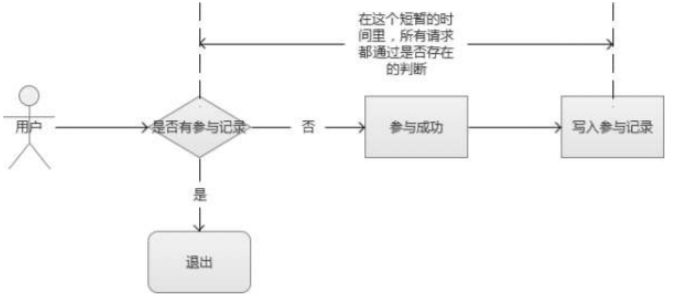 在这个短暂的时
间里，所有请求
都通过是否存在
的判断
用户
是否有参与记录
否
参与成功
写入参与记录
是
退出